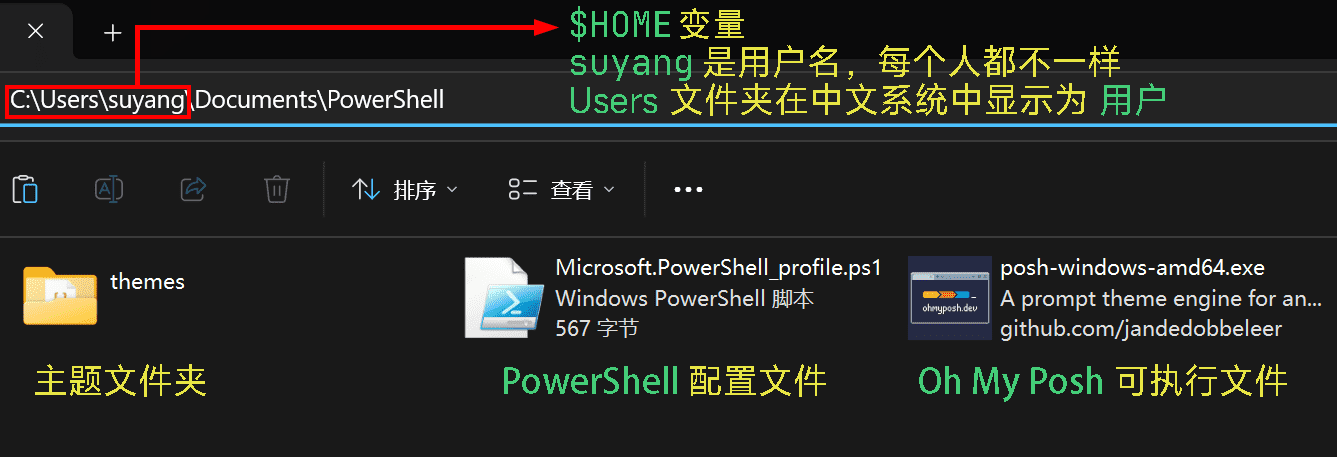 $HOME 变量
suyang 是用户名，每个人都不一样
C:\Users\suyang\Documents\PowerShell
Users 文件夹在中文系统中显示为 用户
A
排序
查看
themes
Microsoft.PowerShell_profile.ps1
Windows PowerShell 脚本
567 字节
posh-windows-amd64.exe
A prompt theme engine for an...
github.com/jandedobbeleer
ohmyposh.dev
主题文件夹
PowerShell 配置文件
Oh My Posh 可执行文件